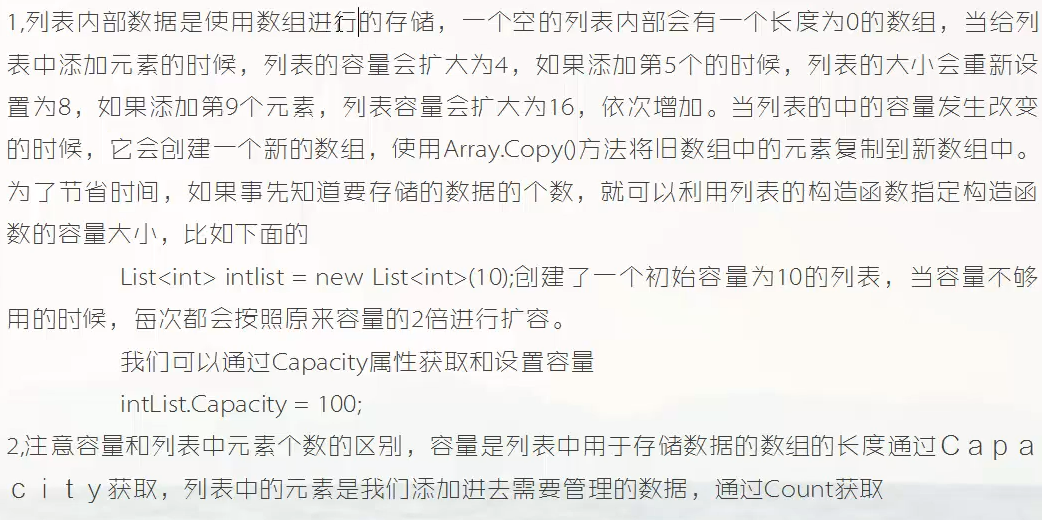 1,列表内部数据是使用数组进行的存储，一个空的列表内部会有一个长度为0的数组，当给列
表中添加元素的时候，列表的容量会扩大为4，如果添加第5个的时候，列表的大小会重新设
置为8，如果添加第9个元素，列表容量会扩大为16，依次增加。当列表的中的容量发生改变
的时候，它会创建一个新的数组，使用Array.Copy()方法将旧数组中的元素复制到新数组中。
为了节省时间，如果事先知道要存储的数据的个数，就可以利用列表的构造函数指定构造函
数的容量大小，比如下面的
List<int> intlist = new List<int>(10);创建了一个初始容量为10的列表，当容量不够
用的时候，每次都会按照原来容量的2倍进行扩容。
我们可以通过Capacity属性获取和设置容量
intList.Capacity = 100;
2,注意容量和列表中元素个数的区别，容量是列表中用于存储数据的数组的长度通过Ｃａｐａ
ｃｉｔｙ获取，列表中的元素是我们添加进去需要管理的数据，通过Count获取